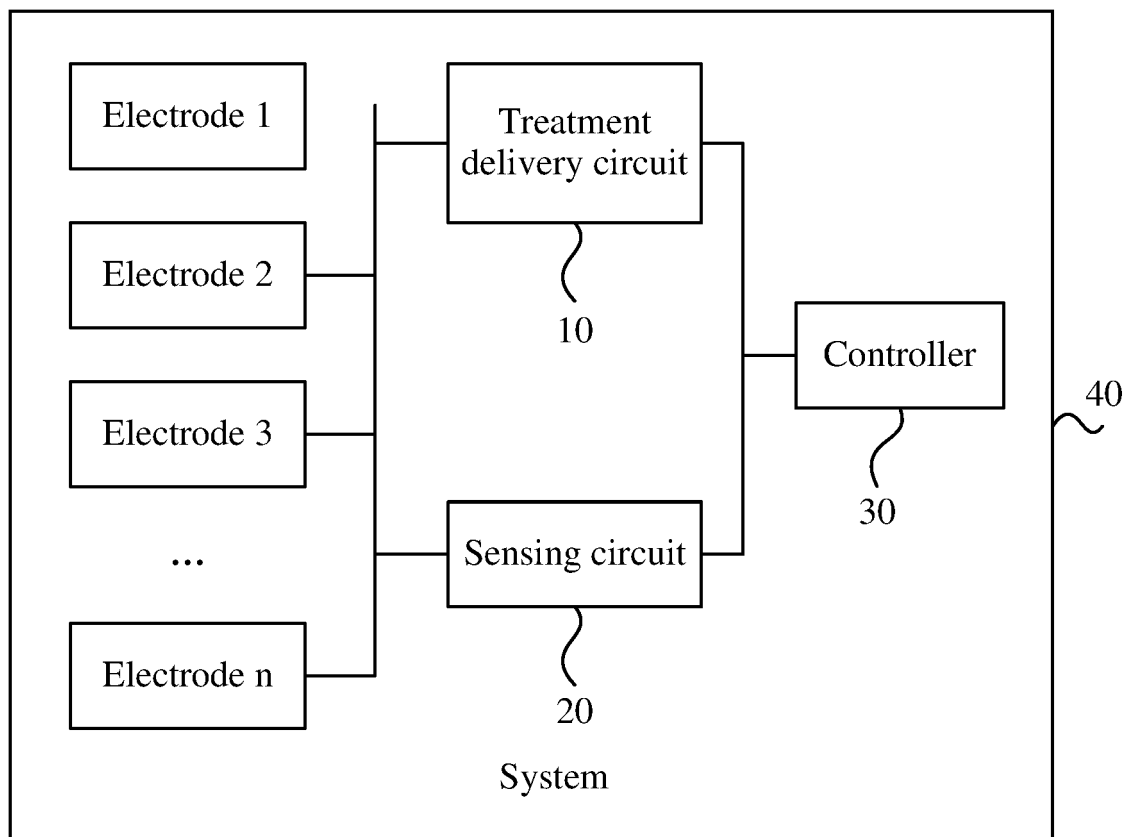 Electrode 1
Electrode 2
Electrode 3
...
Electrode n
Treatment
delivery circuit
10
Sensing circuit
20
Controller
30
40
System